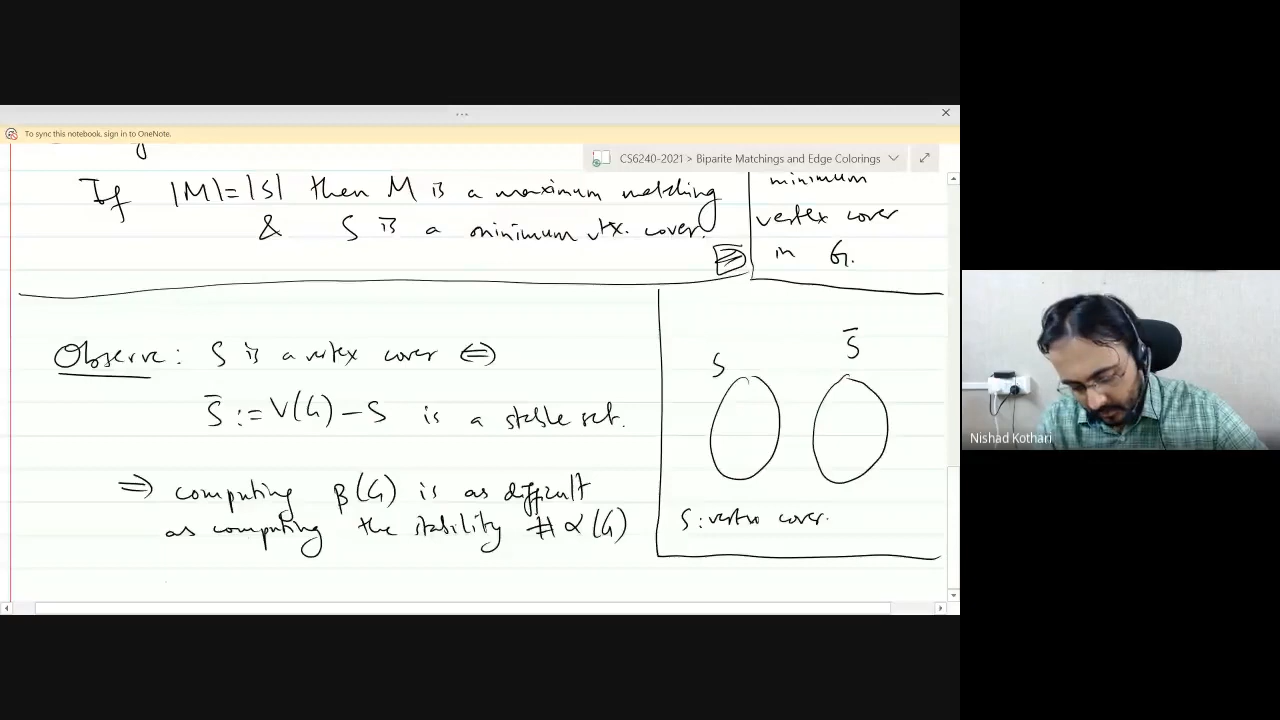 To sync this notebook, sign in to OneNote.
CS6240-2021 > Biparite Matchings and Edge Colorings
If |M|=|S| then M is a maximum matching
& S is a minimum vtx. cover.
minimum
vertex cover
in G.
Observe: S is a vertex cover ⇔
S̄ := V(G) − S is a stable set.
⇒ computing β(G) is as difficult
as computing the stability # α(G)
S S̄
S: vertex cover.
Nishad Kothari